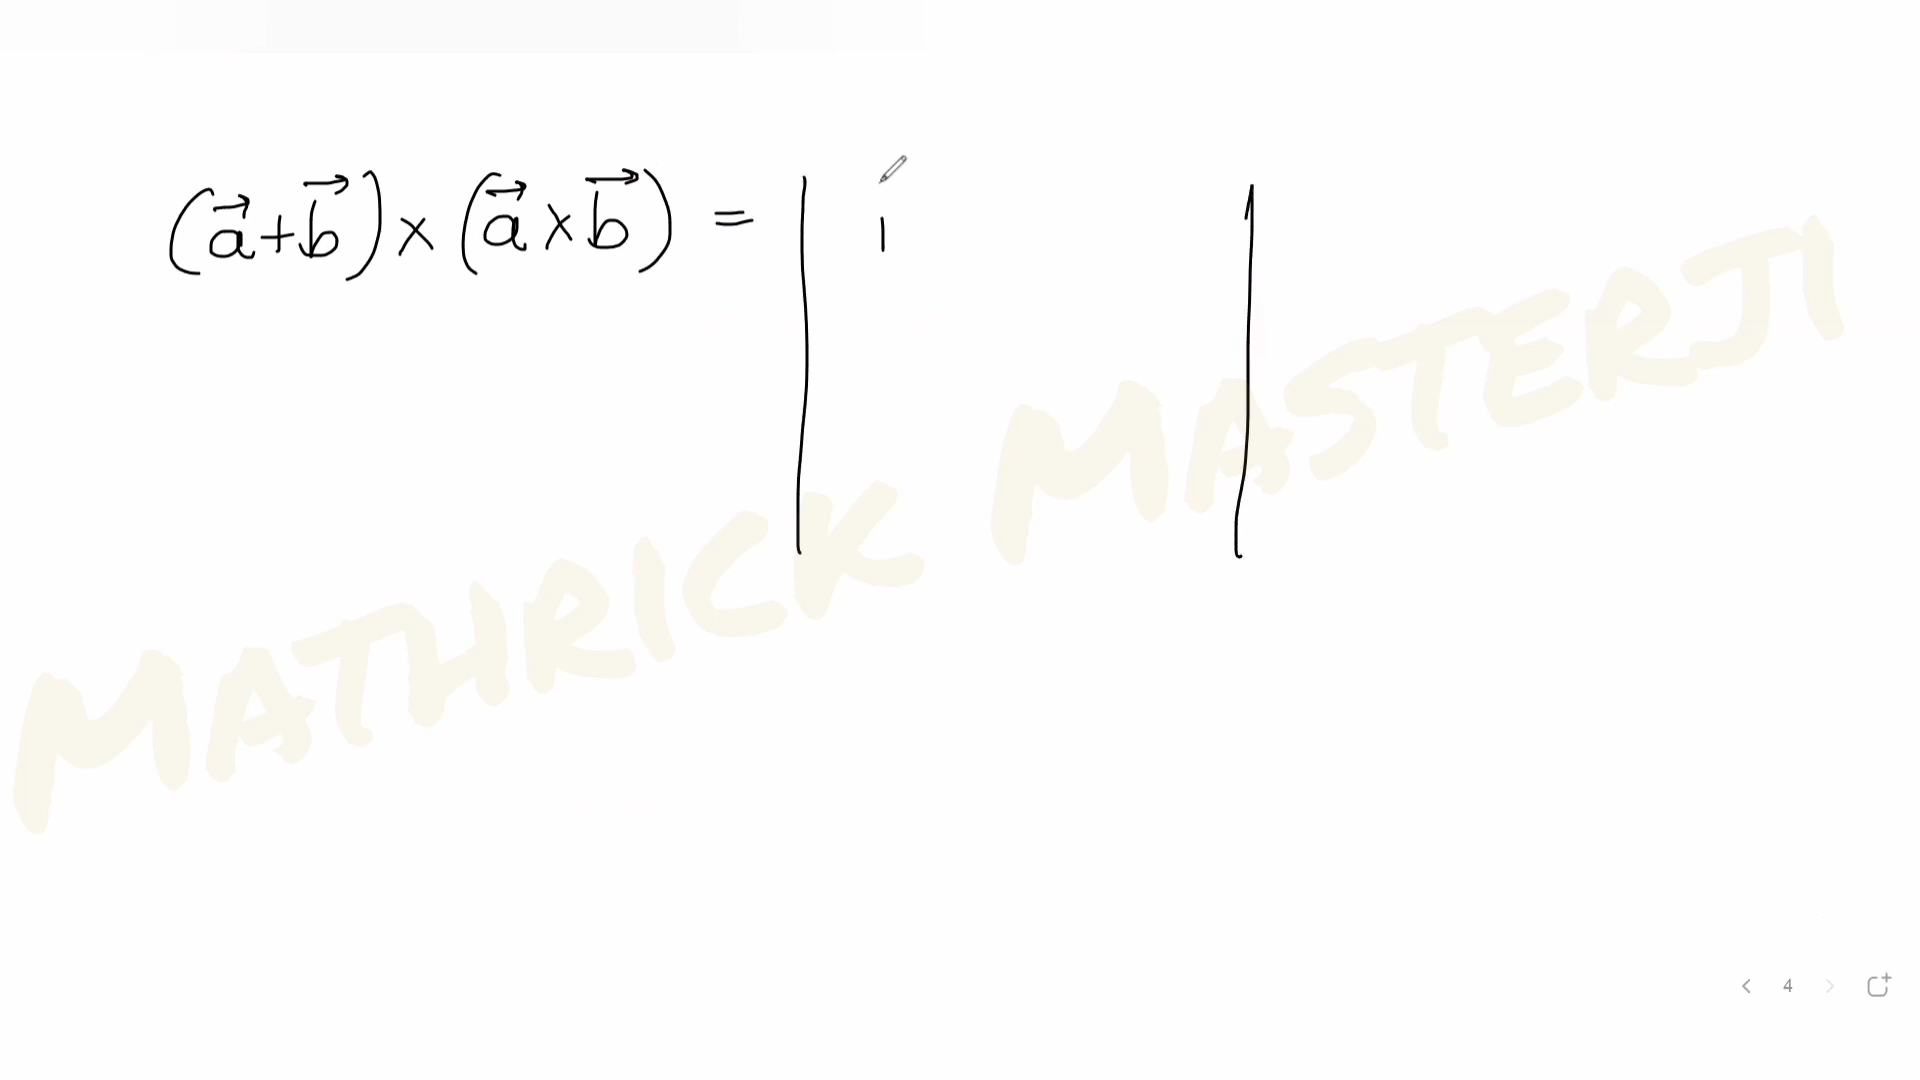 (a⃗+b⃗)×(a⃗×b⃗) = | ı |
MATHRICK MASTERJI
4